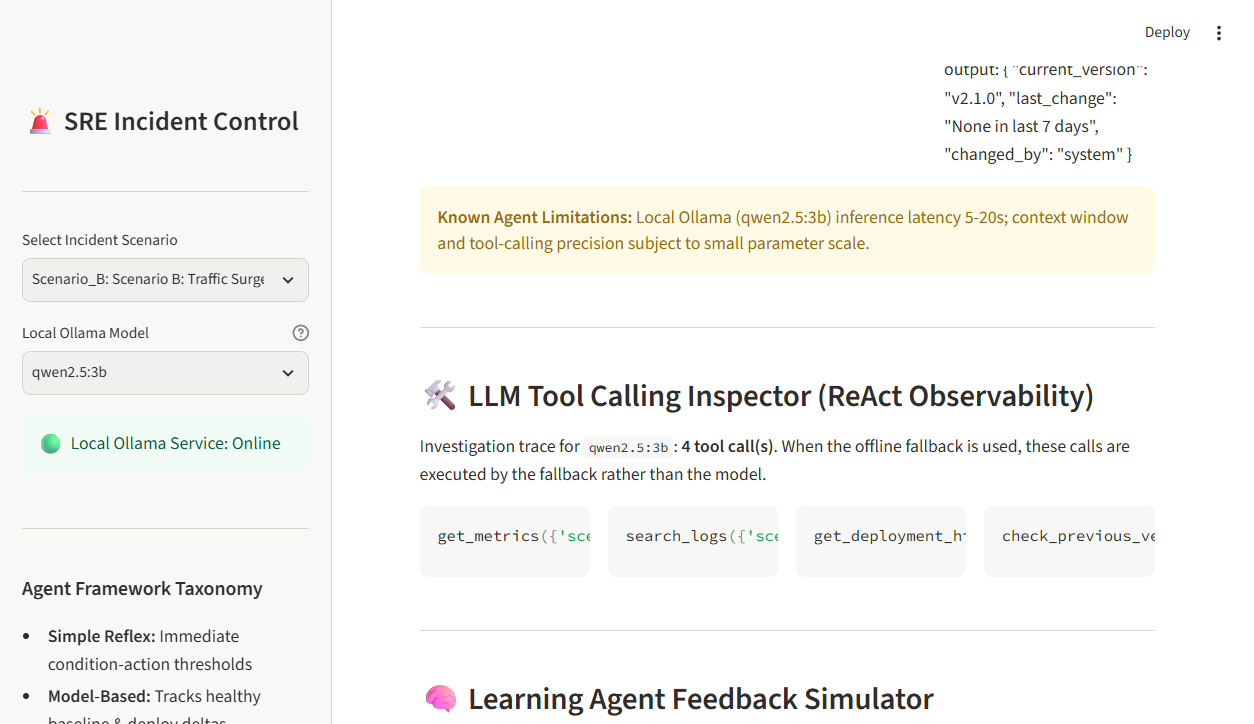 Deploy
SRE Incident Control
Select Incident Scenario
Scenario_B: Scenario B: Traffic Surge
Local Ollama Model
qwen2.5:3b
Local Ollama Service: Online
Agent Framework Taxonomy
Simple Reflex: Immediate
condition-action thresholds
Model-Based: Tracks healthy
baseline & deploy deltas
output: { "current_version":
"v2.1.0", "last_change":
"None in last 7 days",
"changed_by": "system" }
Known Agent Limitations: Local Ollama (qwen2.5:3b) inference latency 5-20s; context window
and tool-calling precision subject to small parameter scale.
LLM Tool Calling Inspector (ReAct Observability)
Investigation trace for qwen2.5:3b : 4 tool call(s). When the offline fallback is used, these calls are
executed by the fallback rather than the model.
get_metrics({'sce
search_logs({'sce
get_deployment_h
check_previous_ve
Learning Agent Feedback Simulator